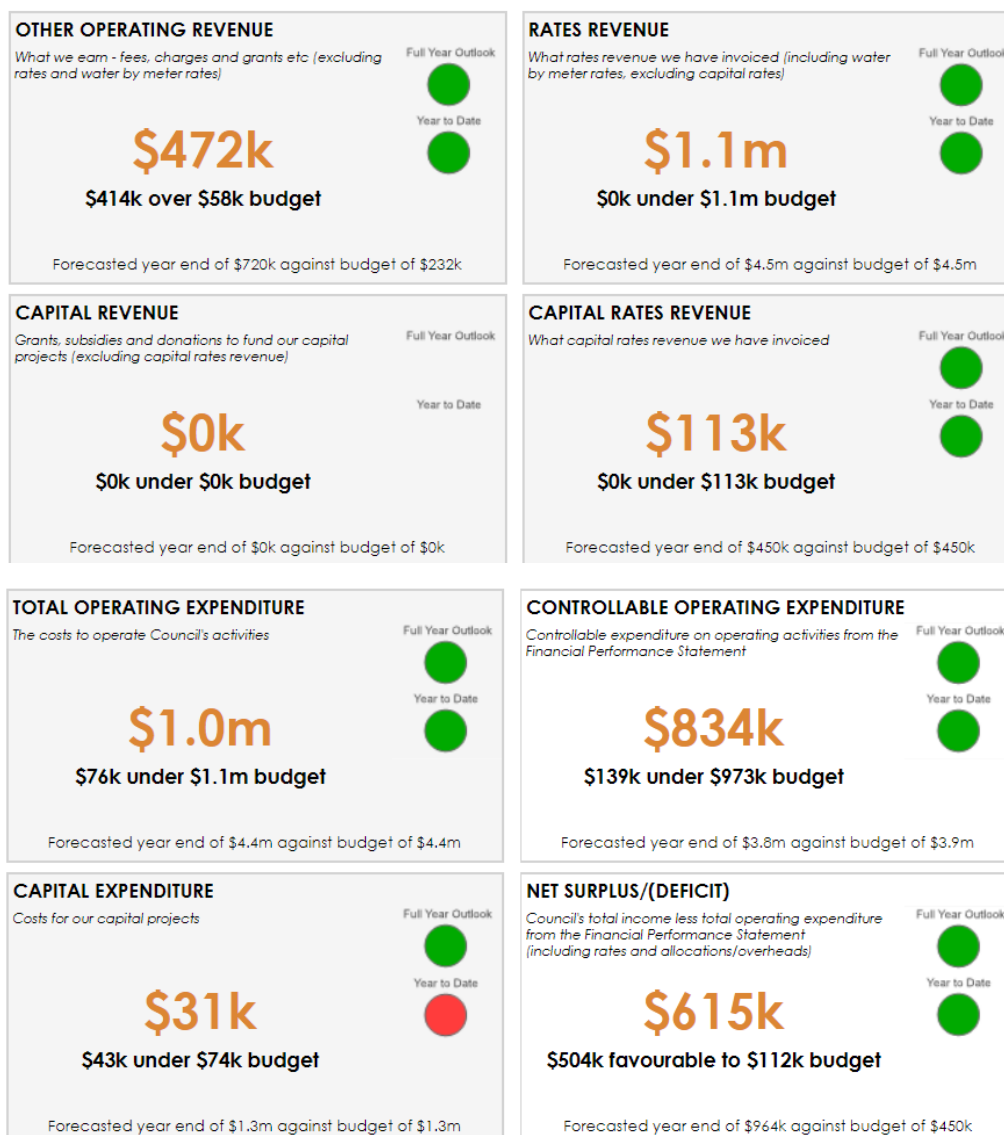 OTHER OPERATING REVENUE
What we earn - fees, charges and grants etc (excluding
rates and water by meter rates)
Full Year Outlook
Year to Date
$472k
$414k over $58k budget
Forecasted year end of $720k against budget of $232k
RATES REVENUE
What rates revenue we have invoiced (including water
by meter rates, excluding capital rates)
Full Year Outlook
Year to Date
$1.1m
$0k under $1.1m budget
Forecasted year end of $4.5m against budget of $4.5m
CAPITAL REVENUE
Grants, subsidies and donations to fund our capital
projects (excluding capital rates revenue)
Full Year Outlook
Year to Date
$0k
$0k under $0k budget
Forecasted year end of $0k against budget of $0k
CAPITAL RATES REVENUE
What capital rates revenue we have invoiced
Full Year Outlook
Year to Date
$113k
$0k under $113k budget
Forecasted year end of $450k against budget of $450k
TOTAL OPERATING EXPENDITURE
The costs to operate Council's activities
Full Year Outlook
Year to Date
$1.0m
$76k under $1.1m budget
Forecasted year end of $4.4m against budget of $4.4m
CONTROLLABLE OPERATING EXPENDITURE
Controllable expenditure on operating activities from the
Financial Performance Statement
Full Year Outlook
Year to Date
$834k
$139k under $973k budget
Forecasted year end of $3.8m against budget of $3.9m
CAPITAL EXPENDITURE
Costs for our capital projects
Full Year Outlook
Year to Date
$31k
$43k under $74k budget
Forecasted year end of $1.3m against budget of $1.3m
NET SURPLUS/(DEFICIT)
Council's total income less total operating expenditure
from the Financial Performance Statement
(including rates and allocations/overheads)
Full Year Outlook
Year to Date
$615k
$504k favourable to $112k budget
Forecasted year end of $964k against budget of $450k